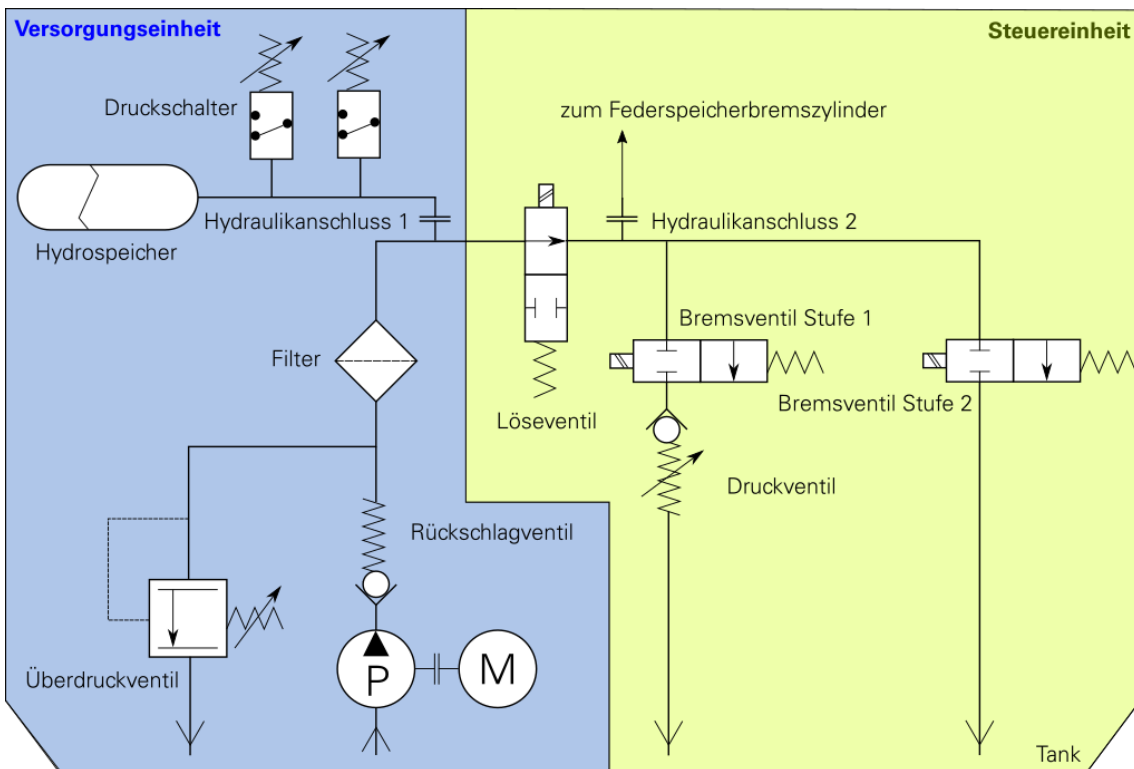 Versorgungseinheit
Steuereinheit
Druckschalter
zum Federspeicherbremszylinder
Hydraulikanschluss 1
Hydraulikanschluss 2
Hydrospeicher
Bremsventil Stufe 1
Filter
Bremsventil Stufe 2
Löseventil
Druckventil
Rückschlagventil
P
M
Überdruckventil
Tank